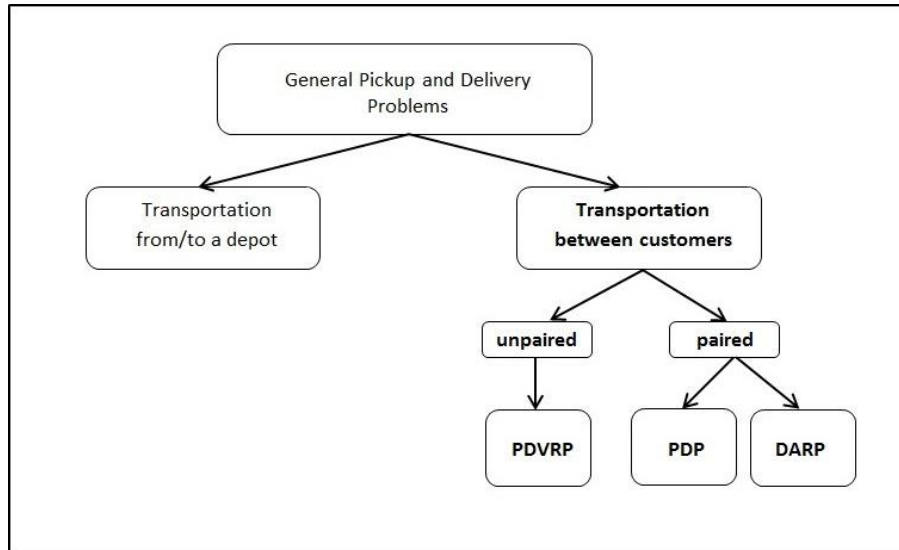 General Pickup and Delivery
Problems
Transportation
from/to a depot
Transportation
between customers
unpaired
paired
PDVRP
PDP
DARP